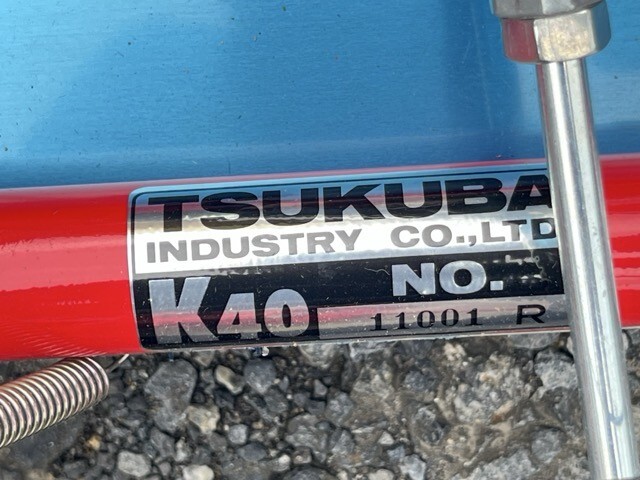 TSUKUBA
INDUSTRY CO.,LTD
K40 NO.
11001 R